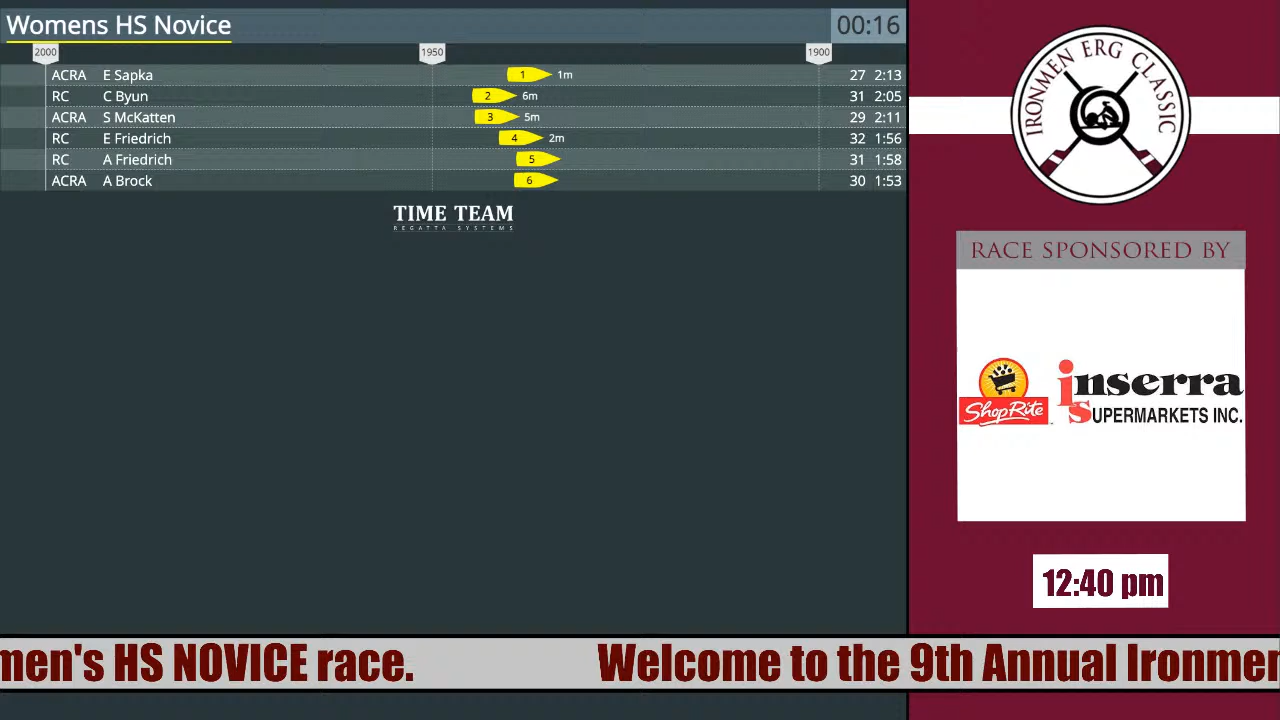 Womens HS Novice 00:16
2000 1950 1900
ACRA E Sapka 1 1m 27 2:13
RC C Byun 2 6m 31 2:05
ACRA S McKatten 3 5m 29 2:11
RC E Friedrich 4 2m 32 1:56
RC A Friedrich 5 31 1:58
ACRA A Brock 6 30 1:53
TIME TEAM
REGATTA SYSTEMS
IRONMEN ERG CLASSIC
RACE SPONSORED BY
ShopRite
inserra
SUPERMARKETS INC.
12:40 pm
men's HS NOVICE race. Welcome to the 9th Annual Ironmen